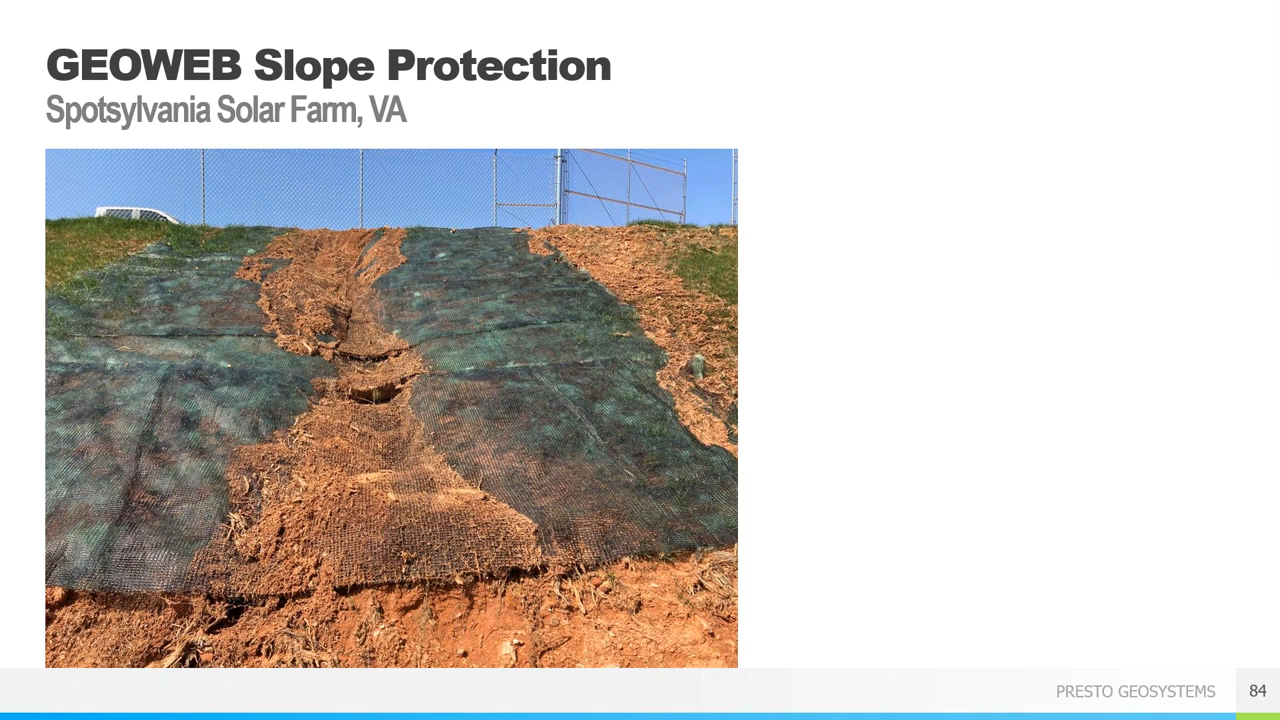 GEOWEB Slope Protection
Spotsylvania Solar Farm, VA
PRESTO GEOSYSTEMS
84